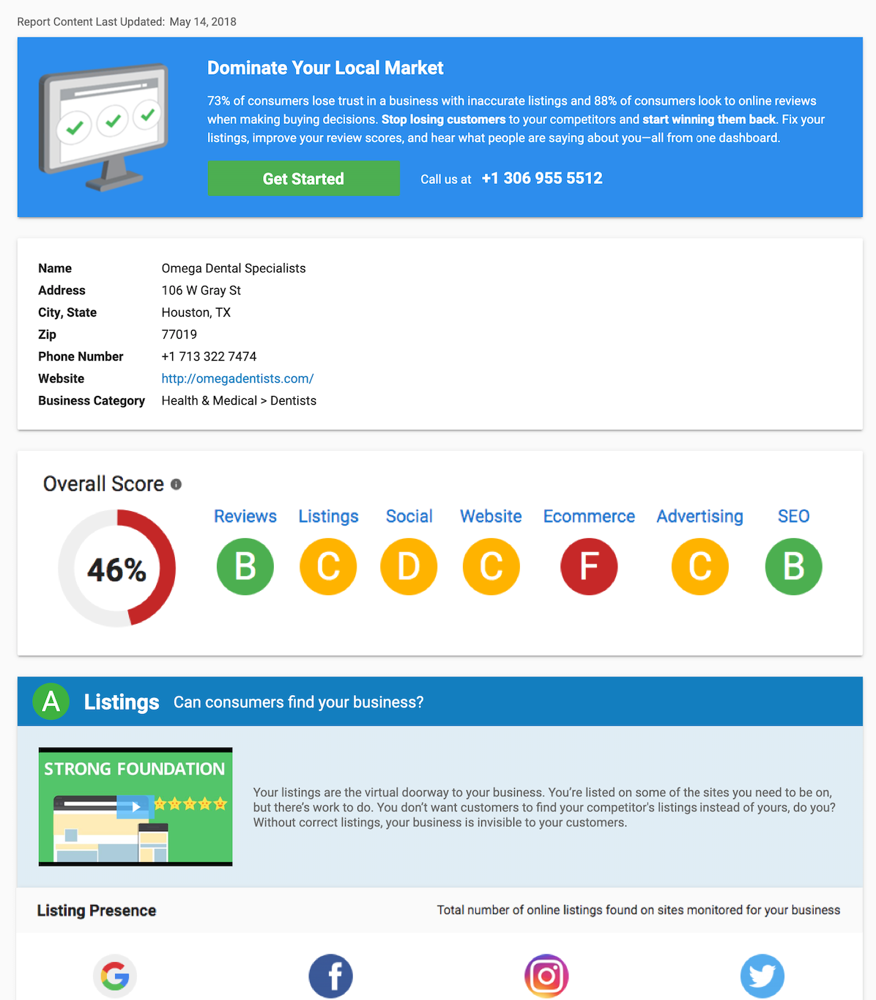 Report Content Last Updated: May 14, 2018
Dominate Your Local Market
73% of consumers lose trust in a business with inaccurate listings and 88% of consumers look to online reviews
when making buying decisions. Stop losing customers to your competitors and start winning them back. Fix your
listings, improve your review scores, and hear what people are saying about you—all from one dashboard.
Get Started
Call us at +1 306 955 5512
Name Omega Dental Specialists
Address 106 W Gray St
City, State Houston, TX
Zip 77019
Phone Number +1 713 322 7474
Website http://omegadentists.com/
Business Category Health & Medical > Dentists
Overall Score
46%
Reviews Listings Social Website Ecommerce Advertising SEO
B C D C F C B
A Listings Can consumers find your business?
STRONG FOUNDATION
Your listings are the virtual doorway to your business. You’re listed on some of the sites you need to be on,
but there’s work to do. You don’t want customers to find your competitor's listings instead of yours, do you?
Without correct listings, your business is invisible to your customers.
Listing Presence Total number of online listings found on sites monitored for your business